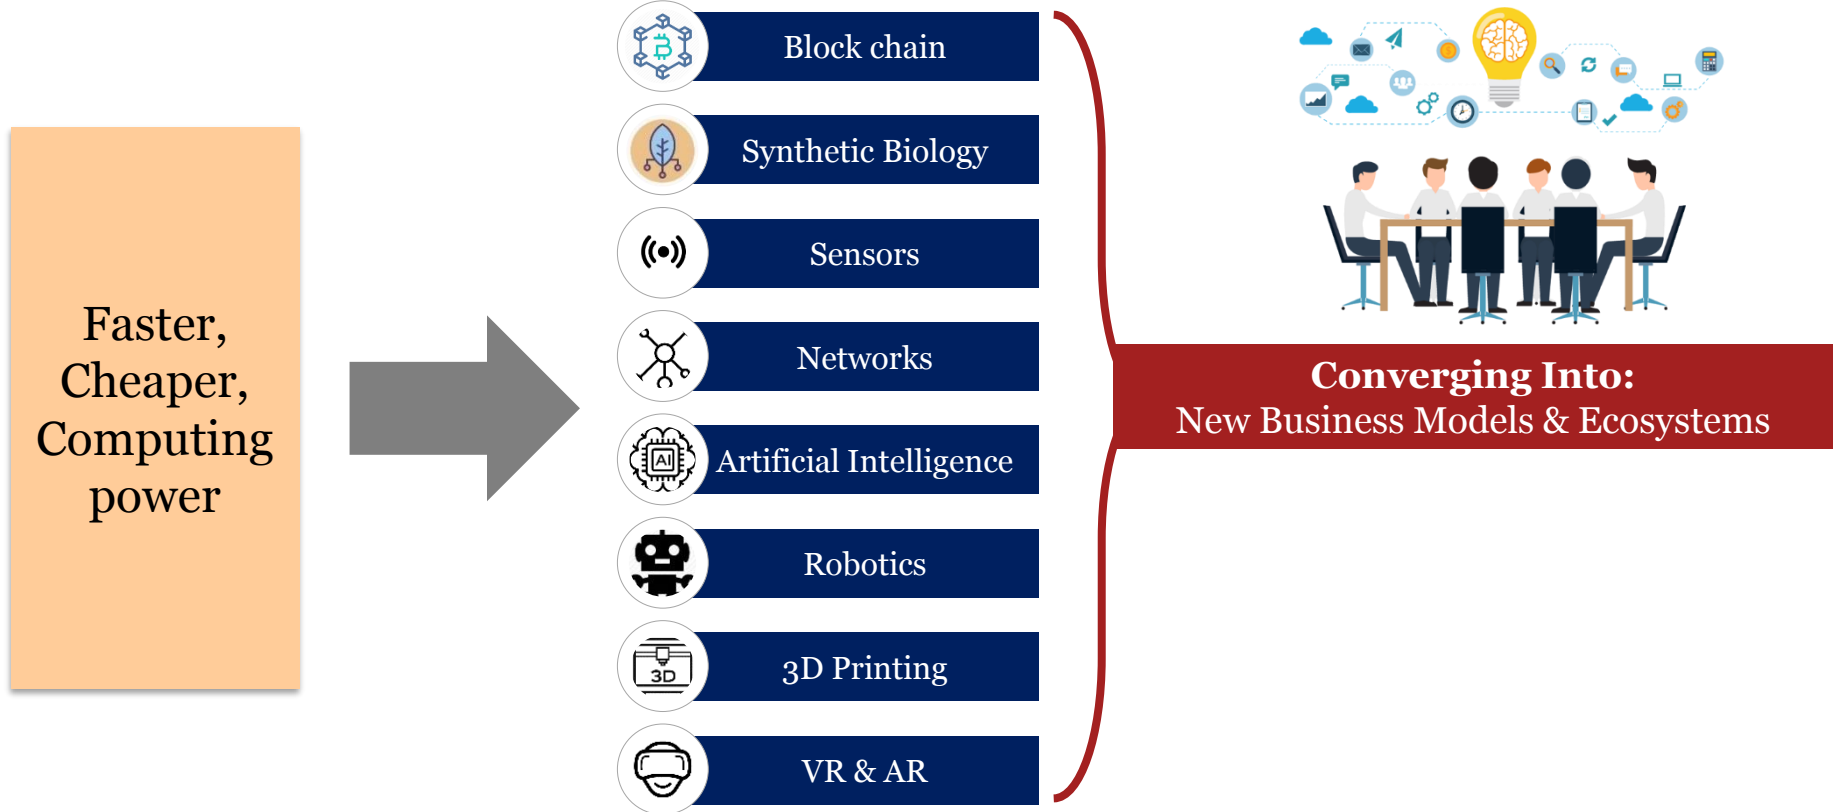 Faster,
Cheaper,
Computing
power
Block chain
Synthetic Biology
Sensors
Networks
AI
Artificial Intelligence
Robotics
3D
3D Printing
VR & AR
Converging Into:
New Business Models & Ecosystems